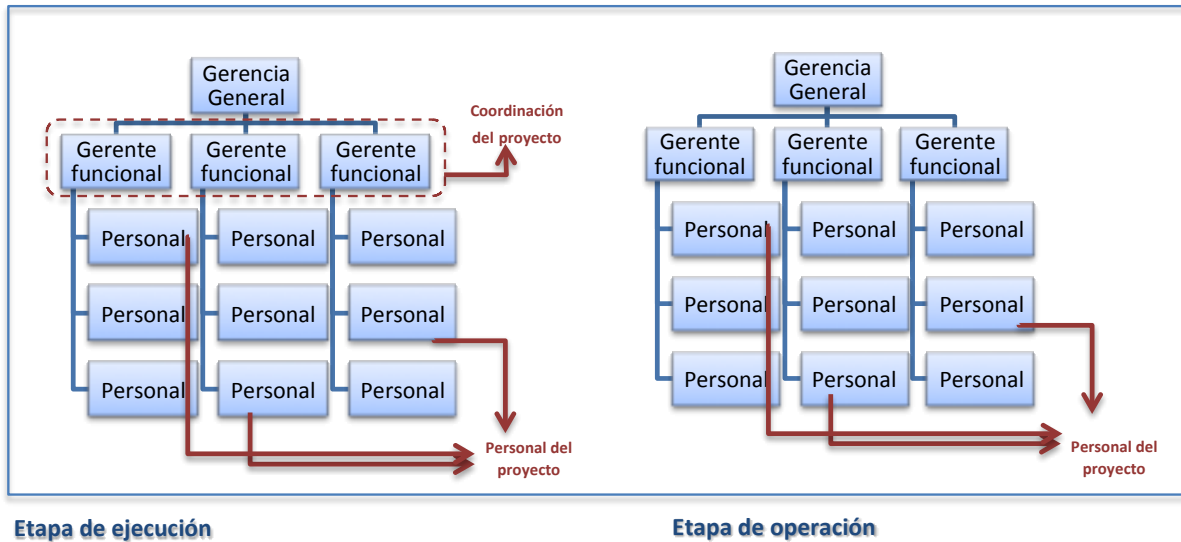 Gerencia
General
Coordinación
del proyecto
Gerente
funcional
Gerente
funcional
Gerente
funcional
Personal
Personal
Personal
Personal
Personal
Personal
Personal
Personal
Personal
Personal del
proyecto
Gerencia
General
Gerente
funcional
Gerente
funcional
Gerente
funcional
Personal
Personal
Personal
Personal
Personal
Personal
Personal
Personal
Personal
Personal del
proyecto
Etapa de ejecución
Etapa de operación